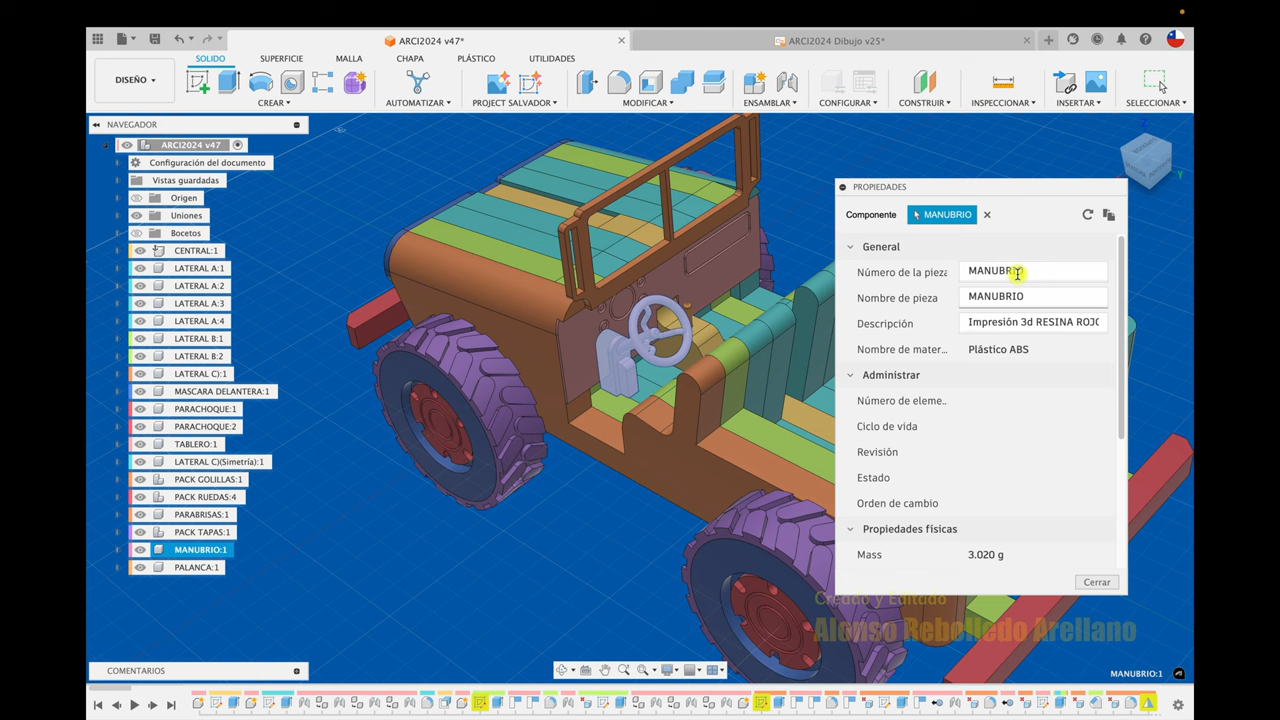 ARCI2024 v47*
ARCI2024 Dibujo v25*
DISEÑO
SOLIDO
SUPERFICIE
MALLA
CHAPA
PLÁSTICO
UTILIDADES
CREAR
AUTOMATIZAR
PROJECT SALVADOR
MODIFICAR
ENSAMBLAR
CONFIGURAR
CONSTRUIR
INSPECCIONAR
INSERTAR
SELECCIONAR
NAVEGADOR
ARCI2024 v47
Configuración del documento
Vistas guardadas
Origen
Uniones
Bocetos
CENTRAL:1
LATERAL A:1
LATERAL A:2
LATERAL A:3
LATERAL A:4
LATERAL B:1
LATERAL B:2
LATERAL C):1
MASCARA DELANTERA:1
PARACHOQUE:1
PARACHOQUE:2
TABLERO:1
LATERAL C)(Simetría):1
PACK GOLILLAS:1
PACK RUEDAS:4
PARABRISAS:1
PACK TAPAS:1
MANUBRIO:1
PALANCA:1
PROPIEDADES
Componente MANUBRIO
General
Número de la pieza MANUBRIO
Nombre de pieza MANUBRIO
Descripción Impresión 3d RESINA ROJO
Nombre de mater... Plástico ABS
Administrar
Número de eleme..
Ciclo de vida
Revisión
Estado
Orden de cambio
Propiedades físicas
Mass 3.020 g
Cerrar
Creado y Editado
Alonso Rebolledo Arellano
COMENTARIOS
MANUBRIO:1